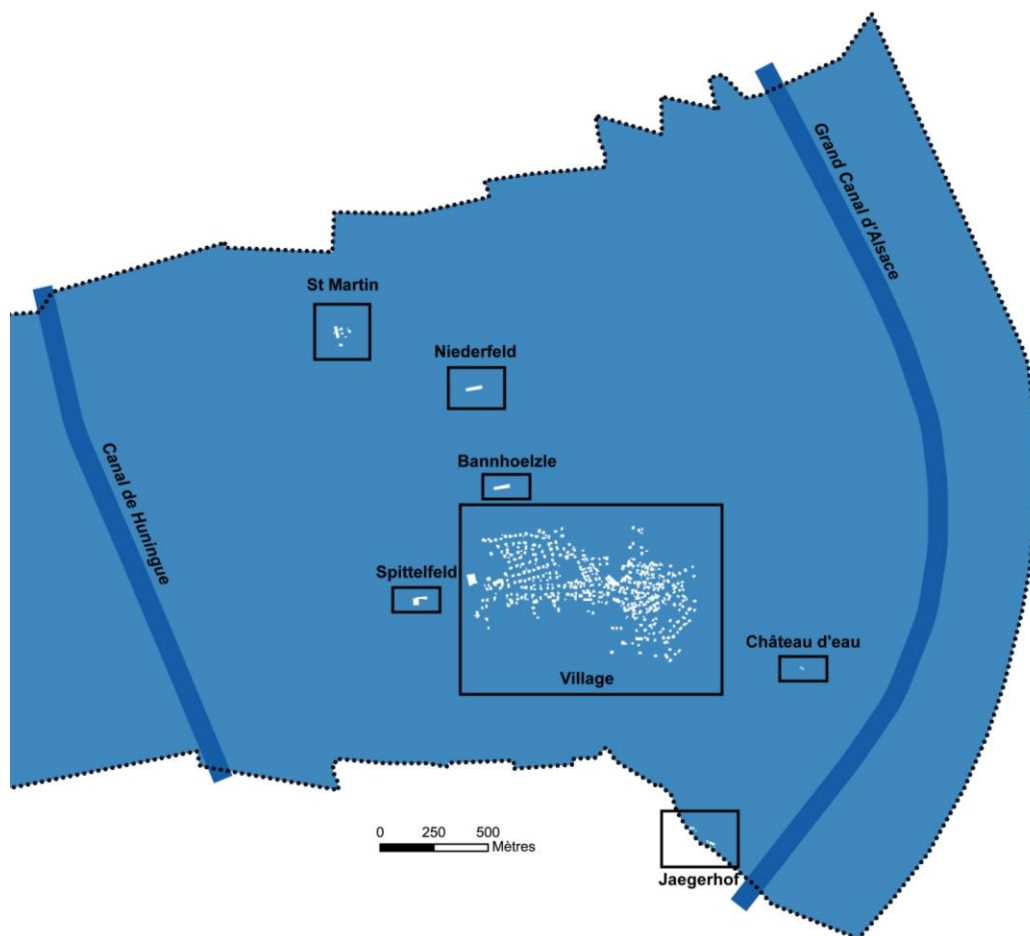 Grand Canal d'Alsace
St Martin
Niederfeld
Bannhoelzle
Canal de Huningue
Spittelfeld
Château d'eau
Village
0 250 500
Mètres
Jaegerhof